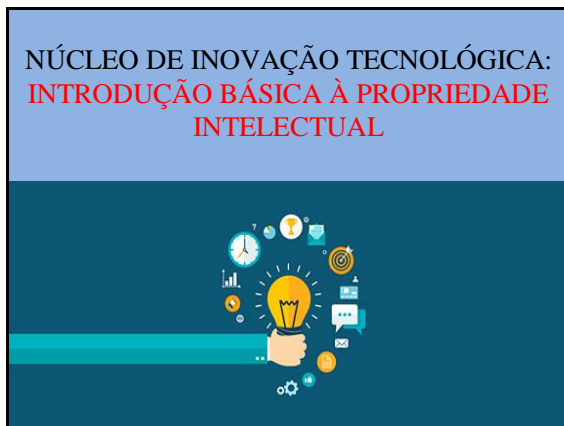 NÚCLEO DE INOVAÇÃO TECNOLÓGICA:
INTRODUÇÃO BÁSICA À PROPRIEDADE
INTELECTUAL
?